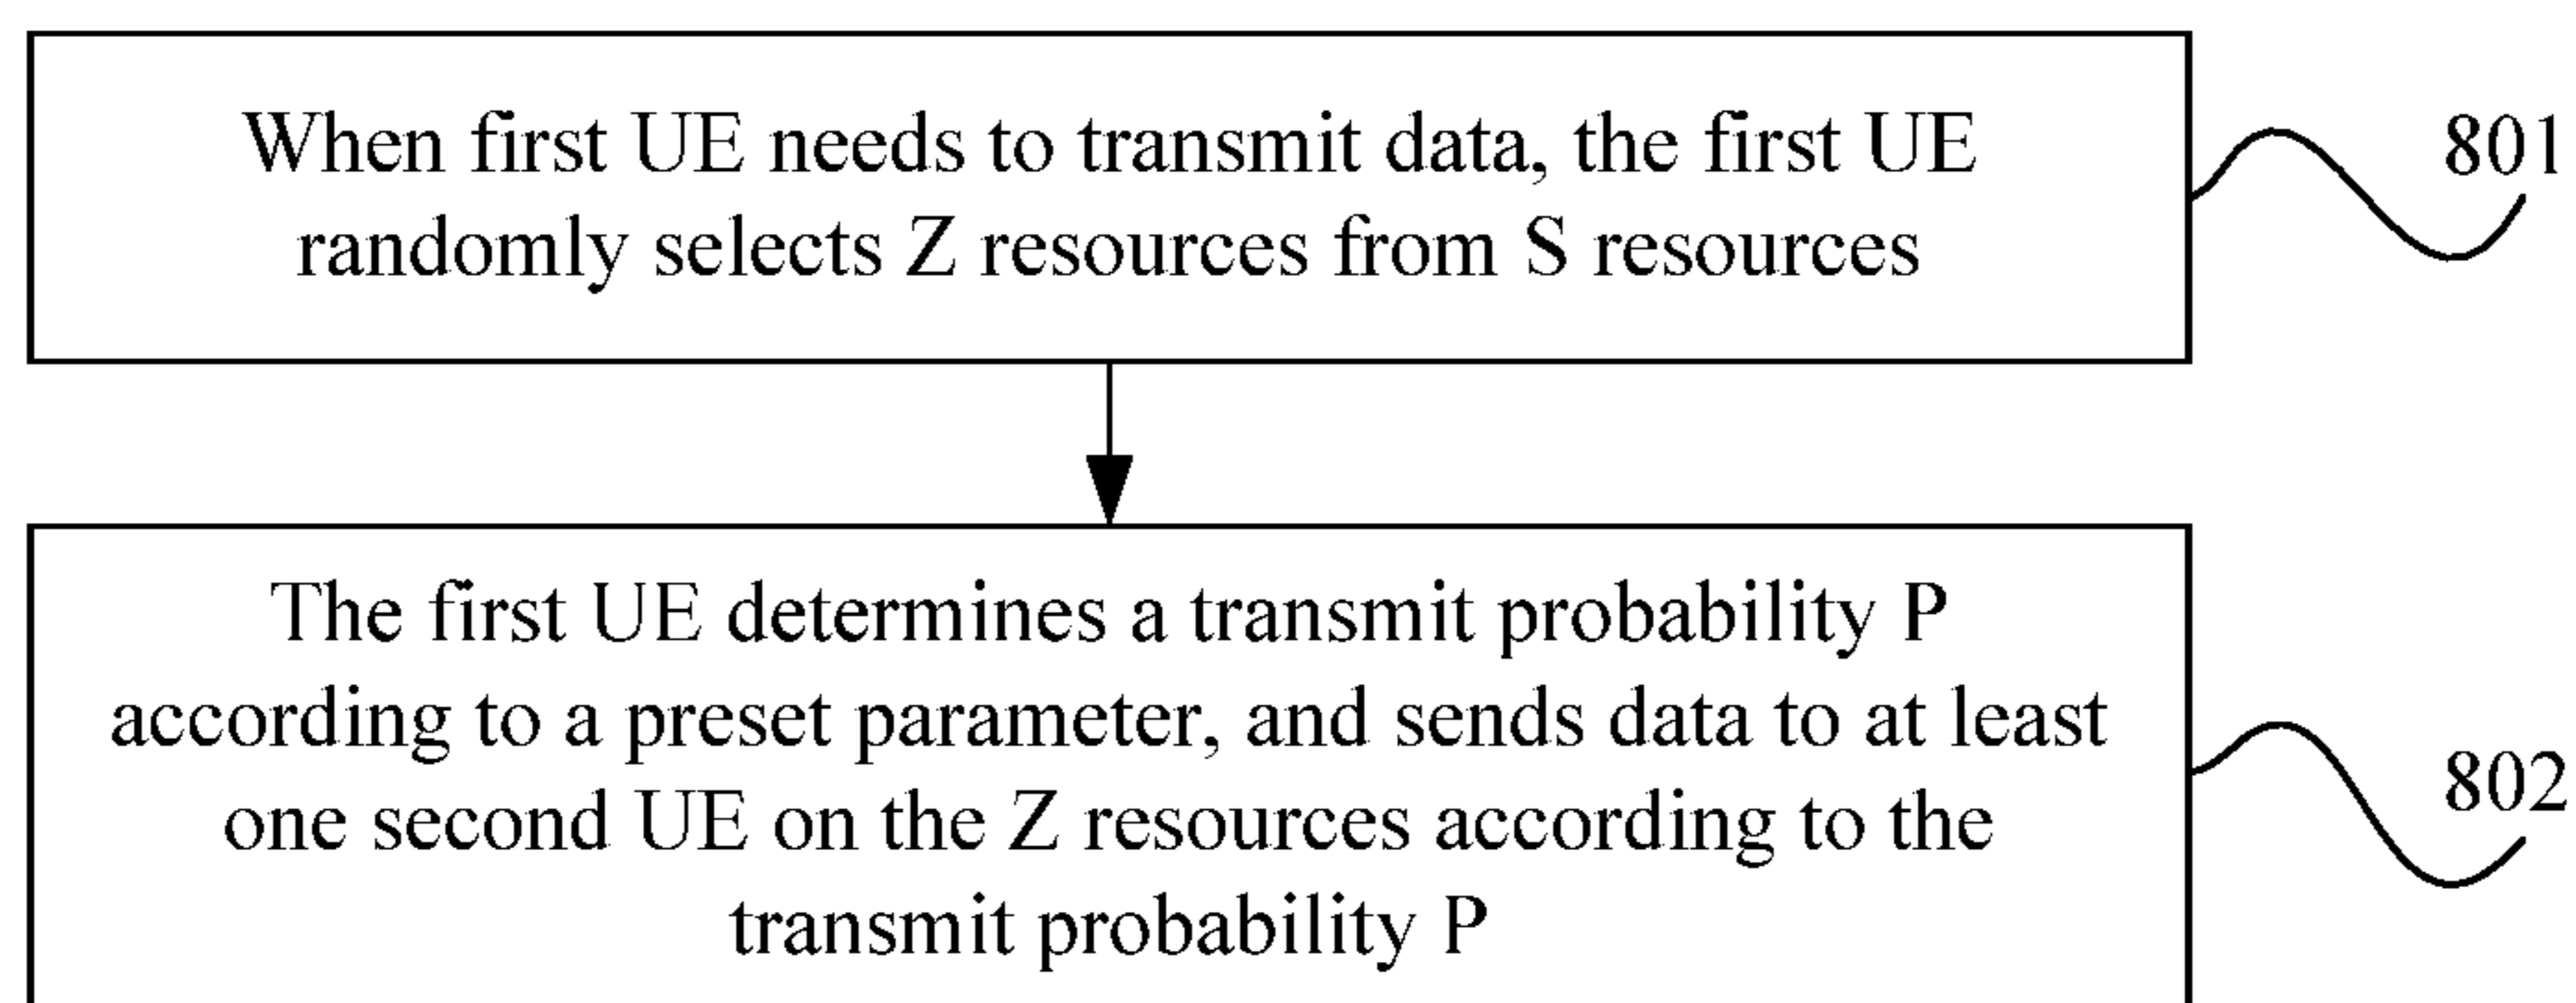 When first UE needs to transmit data, the first UE
randomly selects Z resources from S resources
801
The first UE determines a transmit probability P
according to a preset parameter, and sends data to at least
one second UE on the Z resources according to the
transmit probability P
802